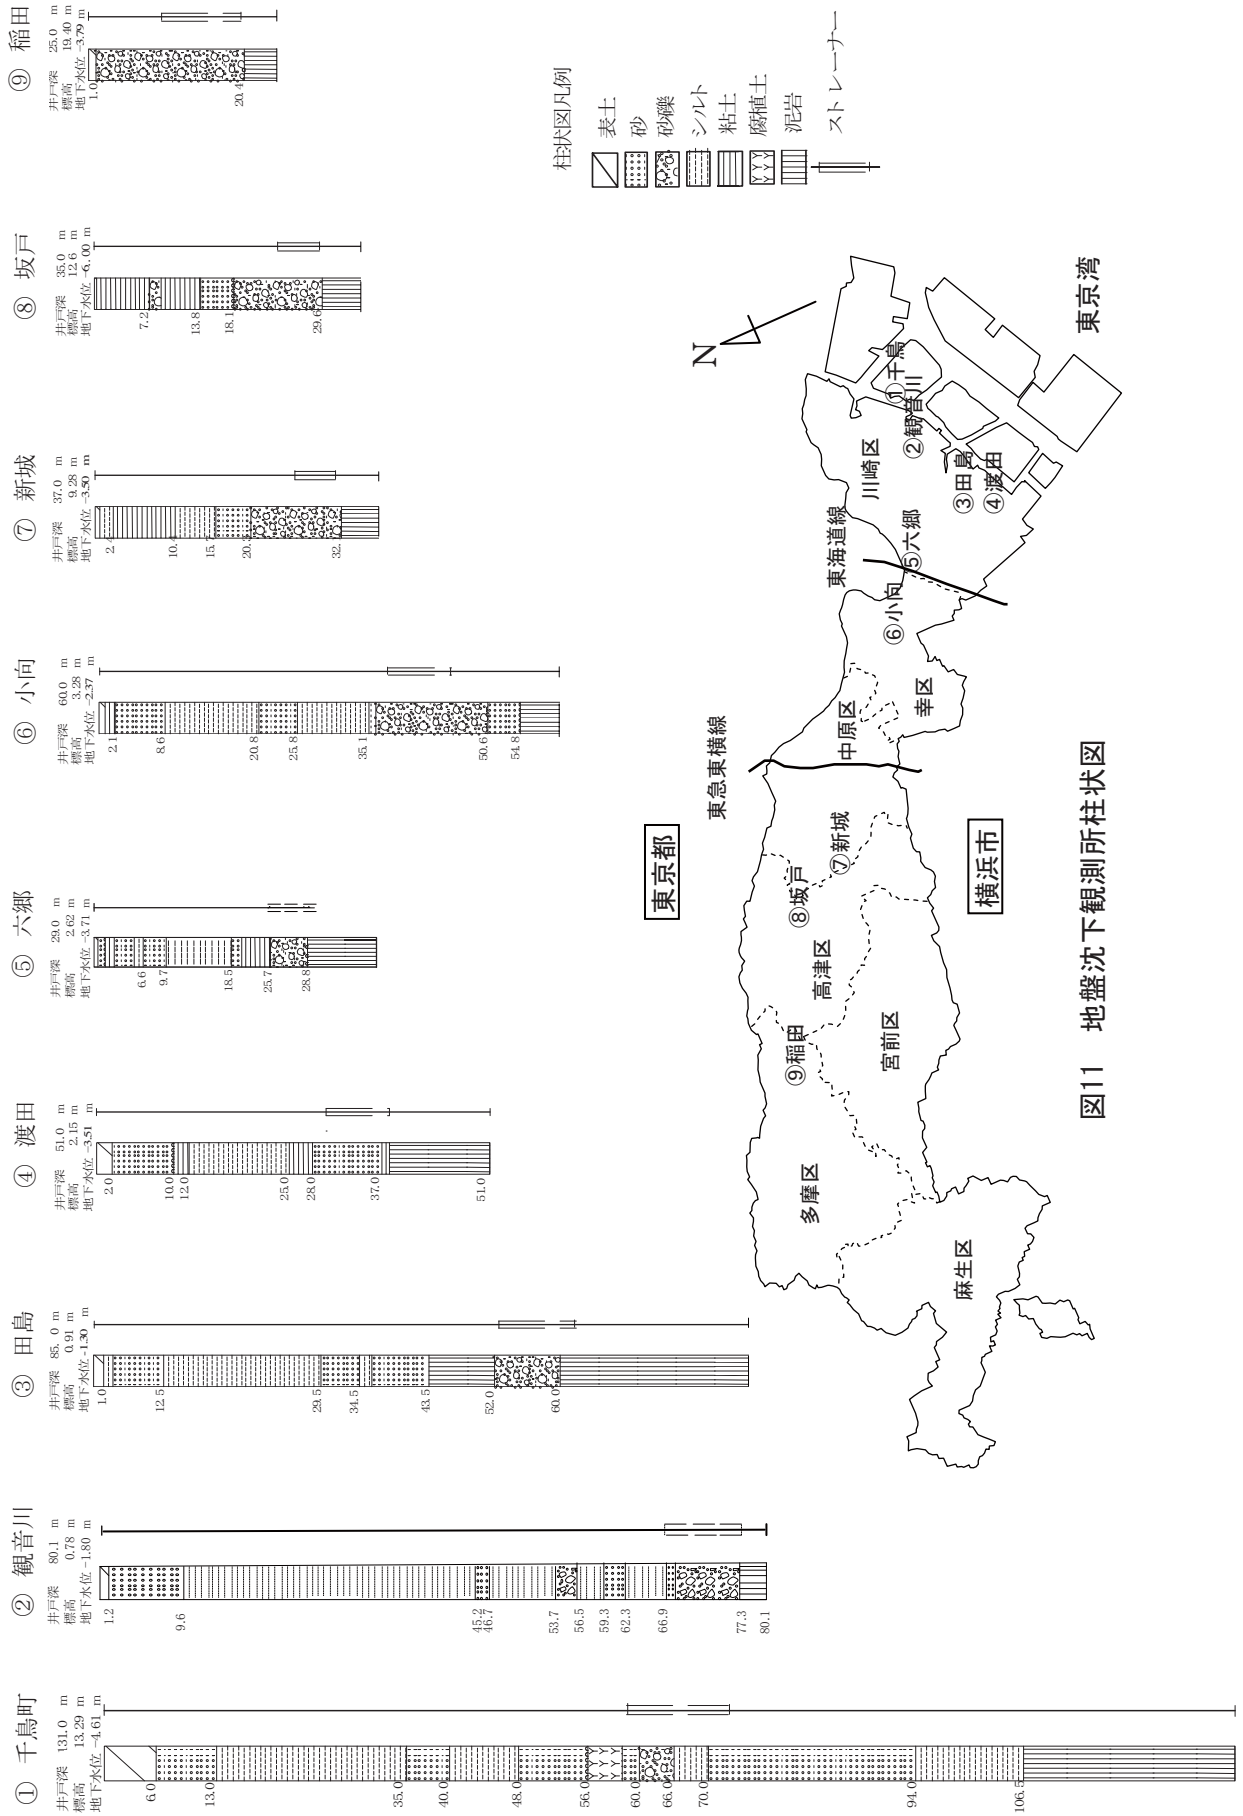 ① 千鳥町
井戸深 131.0 m
標高 13.29 m
地下水位 -4.61 m
6.0
13.0
35.0
40.0
48.0
56.0
60.0
66.0
70.0
94.0
106.5
② 観音川
井戸深 80.1 m
標高 0.78 m
地下水位 -1.80 m
1.2
9.6
45.2
46.7
53.7
56.5
59.3
62.3
66.9
77.3
80.1
③ 田島
井戸深 85.0 m
標高 0.91 m
地下水位 -1.30 m
1.0
12.5
29.5
34.5
43.5
52.0
60.0
④ 渡田
井戸深 51.0 m
標高 2.15 m
地下水位 -3.51 m
2.0
10.0
12.0
25.0
28.0
37.0
51.0
⑤ 六郷
井戸深 29.0 m
標高 2.62 m
地下水位 -3.71 m
6.6
9.7
18.5
25.7
28.8
⑥ 小向
井戸深 60.0 m
標高 3.28 m
地下水位 -2.37 m
2.1
8.6
20.8
25.8
35.1
50.6
54.8
⑦ 新城
井戸深 37.0 m
標高 9.28 m
地下水位 -3.50 m
2.4
10.4
15.
20.
32.
⑧ 坂戸
井戸深 35.0 m
標高 12.6 m
地下水位 -6.00 m
7.2
13.8
18.1
29.6
⑨ 稲田
井戸深 25.0 m
標高 19.40 m
地下水位 -3.79 m
1.0
20.4
柱状図凡例
表土
砂
砂礫
シルト
粘土
腐植土
泥岩
ストレーナー
東京都
東急東横線
東海道線
N
多摩区
⑨稲田
高津区
⑧坂戸
⑦新城
中原区
⑥小向
⑤六郷
川崎区
①千鳥
②観音川
③田島
④渡田
幸区
宮前区
麻生区
横浜市
東京湾
図11 地盤沈下観測所柱状図